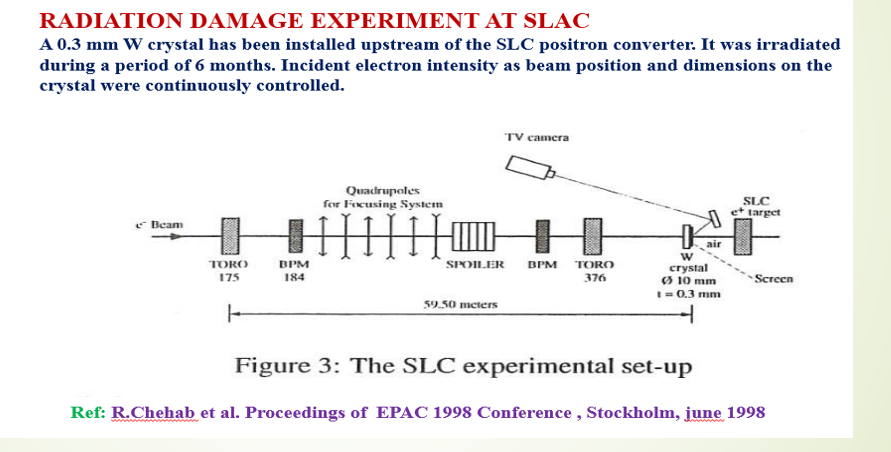 RADIATION DAMAGE EXPERIMENT AT SLAC
A 0.3 mm W crystal has been installed upstream of the SLC positron converter. It was irradiated
during a period of 6 months. Incident electron intensity as beam position and dimensions on the
crystal were continuously controlled.
TV camera
Quadrupoles
for Focusing System
SLC
e⁺ target
e⁻ Beam
air
TORO
175
BPM
184
SPOILER
BPM
TORO
376
W
crystal
Ø 10 mm
t = 0.3 mm
Screen
59.50 meters
Figure 3: The SLC experimental set-up
Ref: R.Chehab et al. Proceedings of EPAC 1998 Conference , Stockholm, june 1998